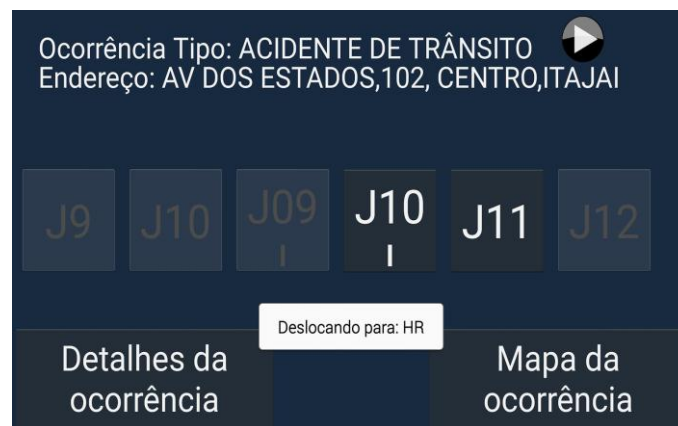 Ocorrência Tipo: ACIDENTE DE TRÂNSITO
Endereço: AV DOS ESTADOS,102, CENTRO,ITAJAI
J9 J10 J09 I J10 I J11 J12
Deslocando para: HR
Detalhes da
ocorrência
Mapa da
ocorrência